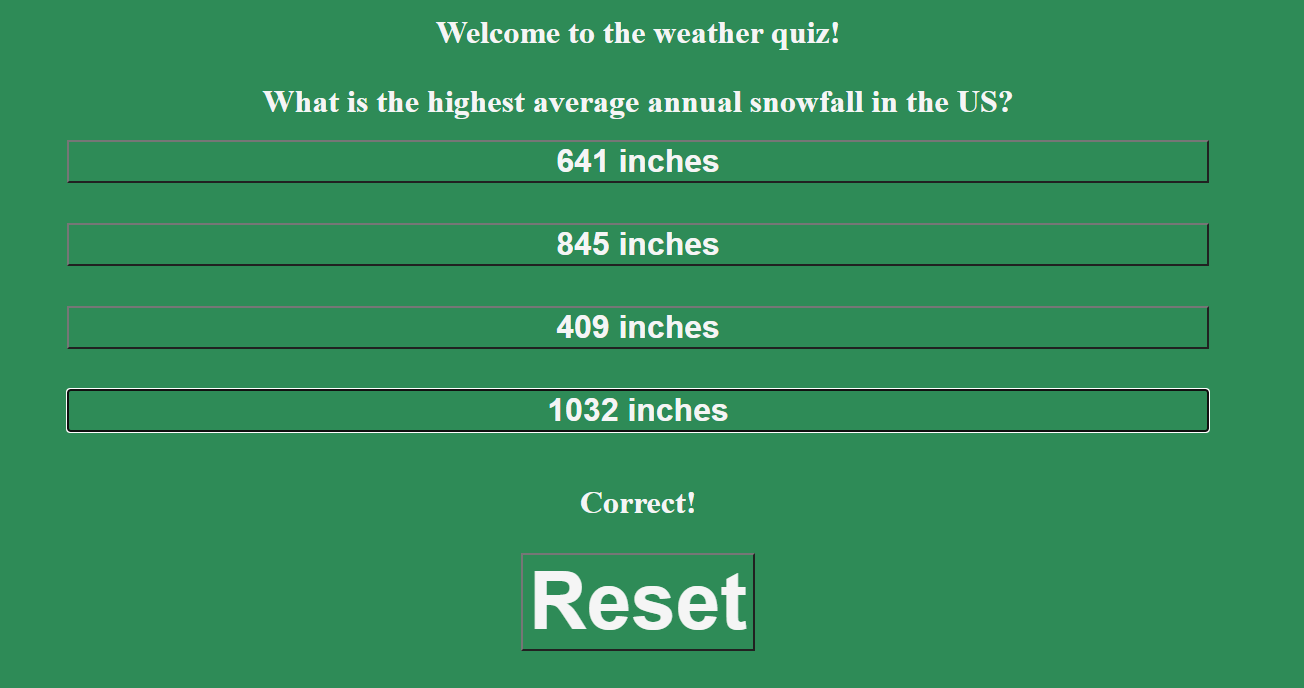 Welcome to the weather quiz!
What is the highest average annual snowfall in the US?
641 inches
845 inches
409 inches
1032 inches
Correct!
Reset